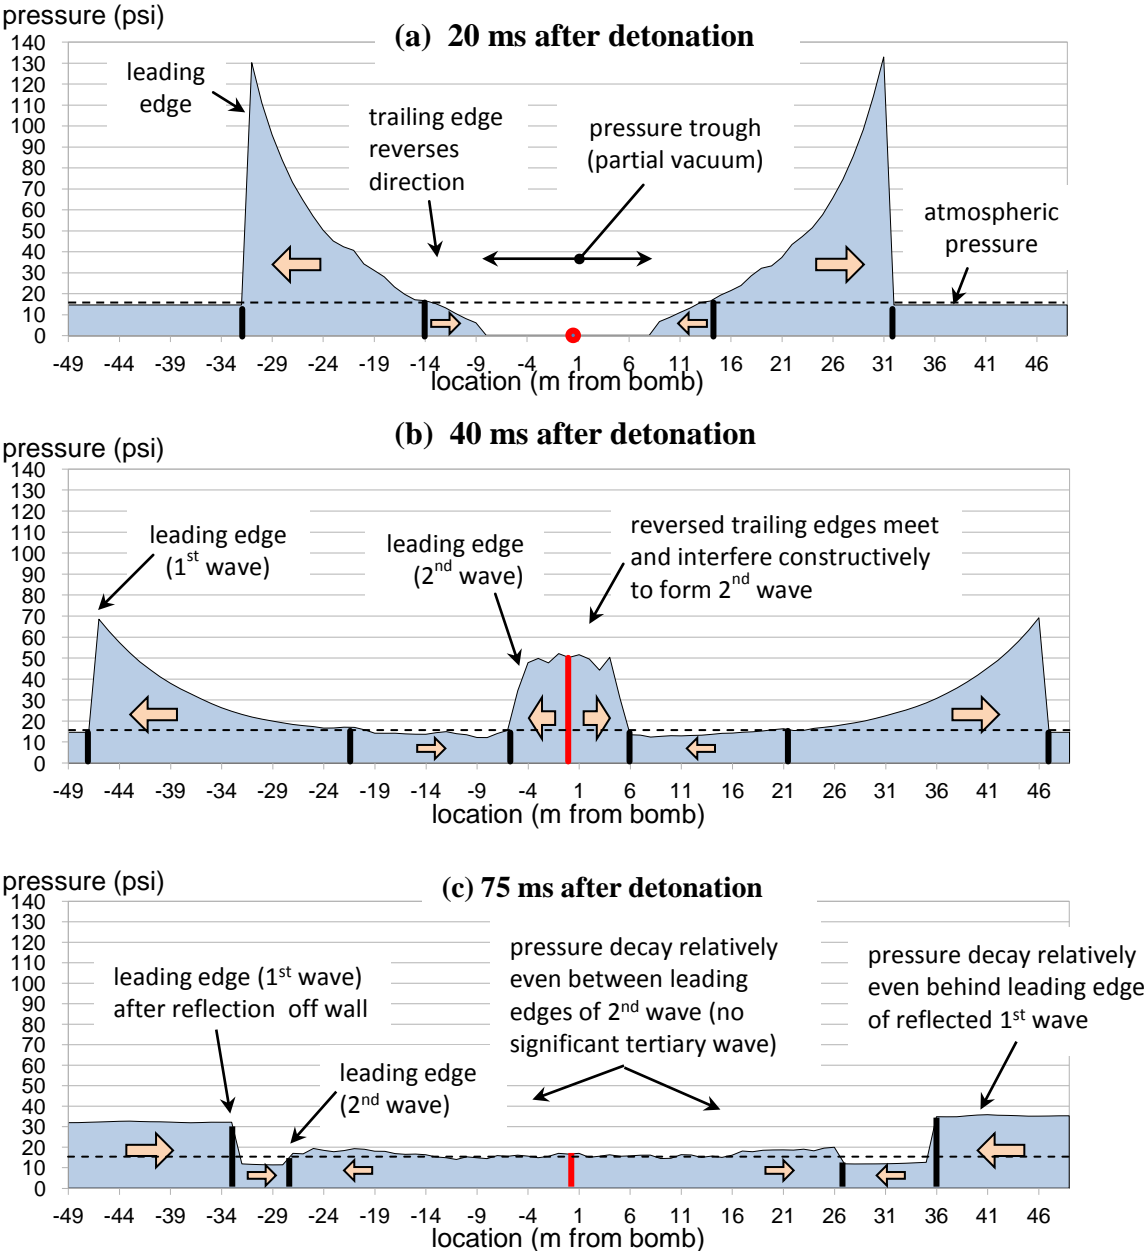 pressure (psi)
(a) 20 ms after detonation
140
130
120
110
100
90
80
70
60
50
40
30
20
10
0
leading
edge
trailing edge
reverses
direction
pressure trough
(partial vacuum)
atmospheric
pressure
-49 -44 -39 -34 -29 -24 -19 -14 -9 -4 1 6 11 16 21 26 31 36 41 46
location (m from bomb)
(b) 40 ms after detonation
pressure (psi)
140
130
120
110
100
90
80
70
60
50
40
30
20
10
0
leading edge
(1st wave)
leading edge
(2nd wave)
reversed trailing edges meet
and interfere constructively
to form 2nd wave
-49 -44 -39 -34 -29 -24 -19 -14 -9 -4 1 6 11 16 21 26 31 36 41 46
location (m from bomb)
pressure (psi)
(c) 75 ms after detonation
140
130
120
110
100
90
80
70
60
50
40
30
20
10
0
leading edge (1st wave)
after reflection off wall
leading edge
(2nd wave)
pressure decay relatively
even between leading
edges of 2nd wave (no
significant tertiary wave)
pressure decay relatively
even behind leading edge
of reflected 1st wave
-49 -44 -39 -34 -29 -24 -19 -14 -9 -4 1 6 11 16 21 26 31 36 41 46
location (m from bomb)